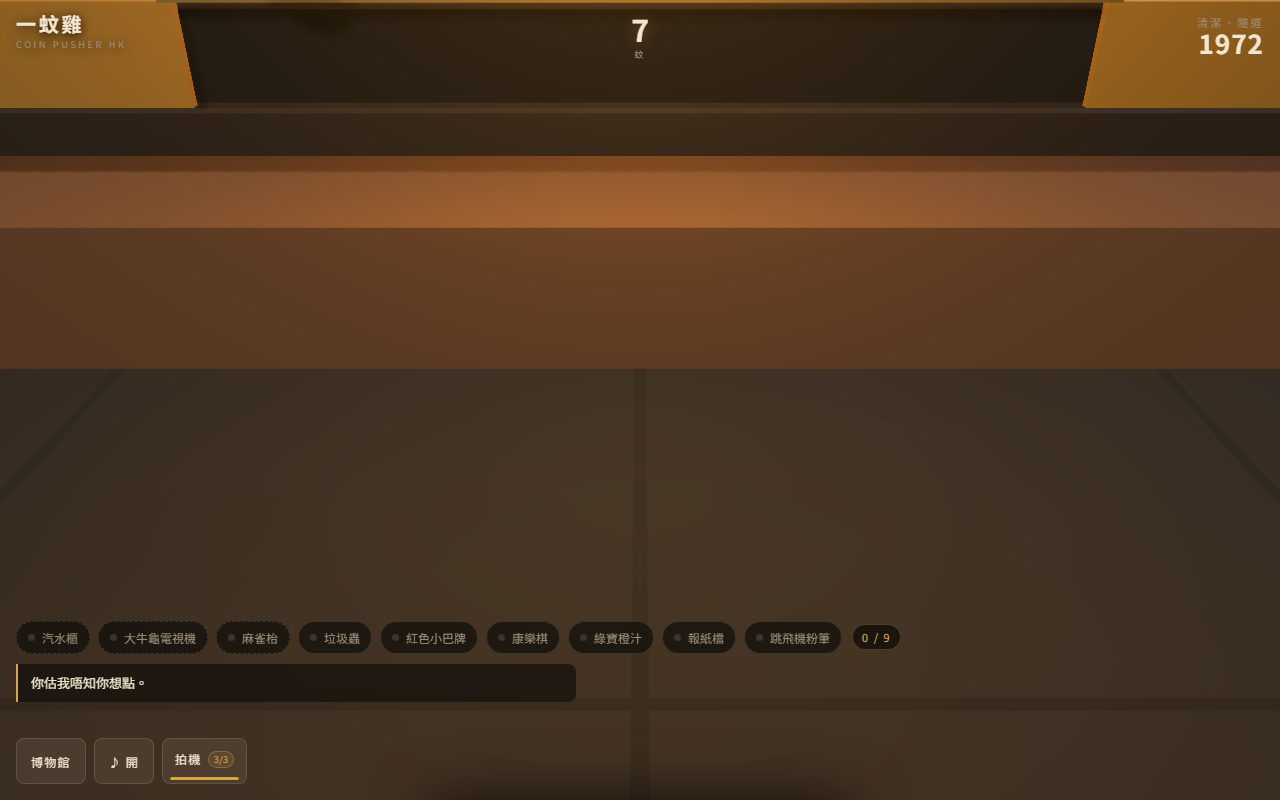 一蚊雞
COIN PUSHER HK
7
蚊
清潔·隧道
1972
汽水櫃
大牛龜電視機
麻雀枱
垃圾蟲
紅色小巴牌
康樂棋
綠寶橙汁
報紙檔
跳飛機粉筆
0 / 9
你估我唔知你想點。
博物館
♪ 開
拍機 3/3